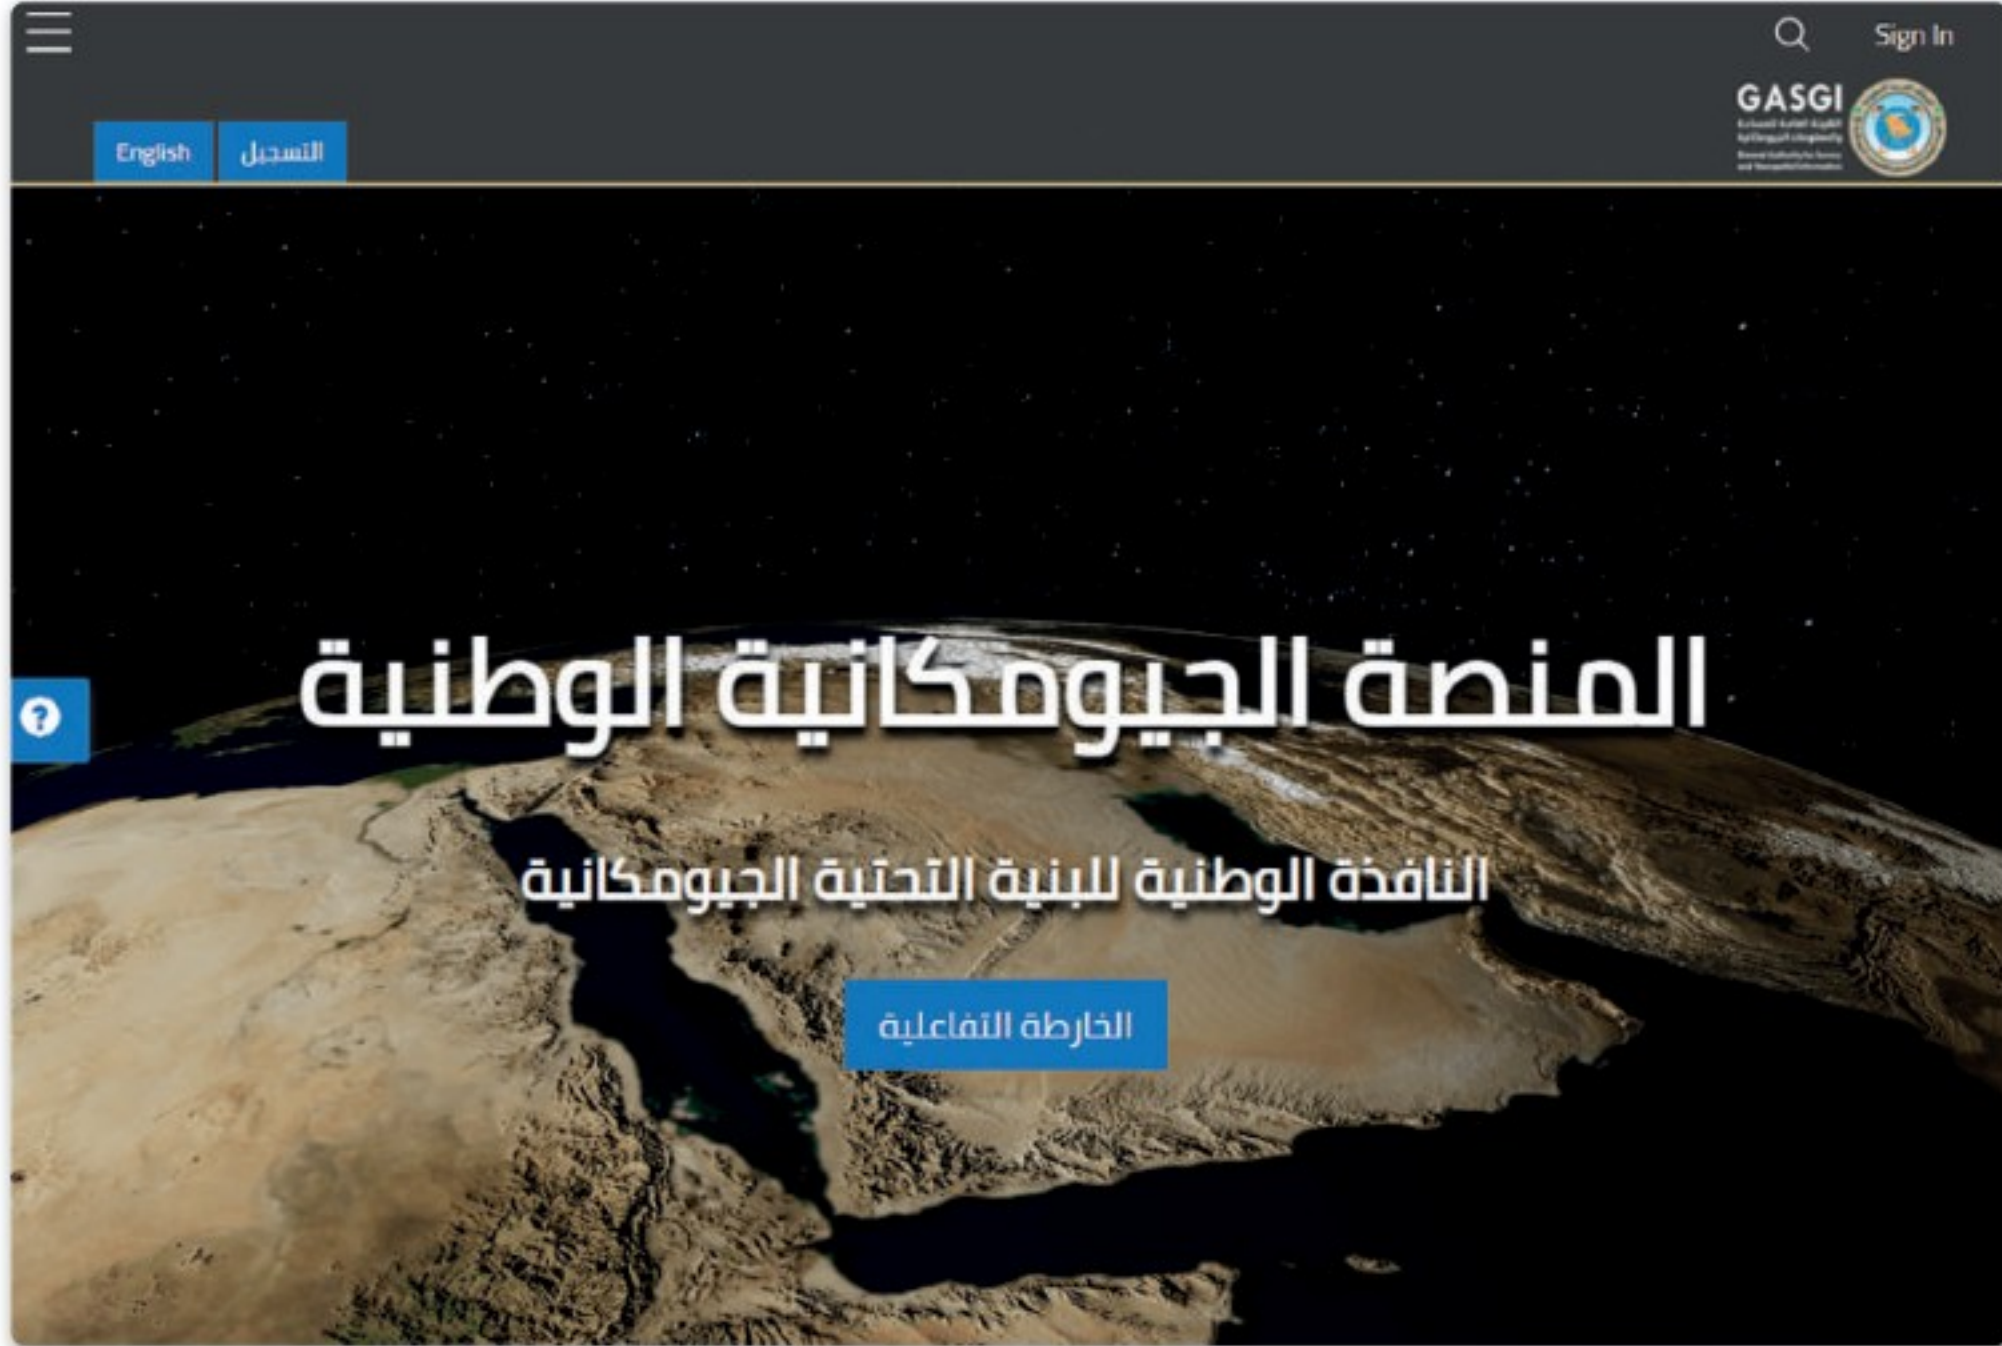 Sign In
GASGI
English
التسجيل
المنصة الجيومكانية الوطنية
النافذة الوطنية للبنية التحتية الجيومكانية
الخارطة التفاعلية